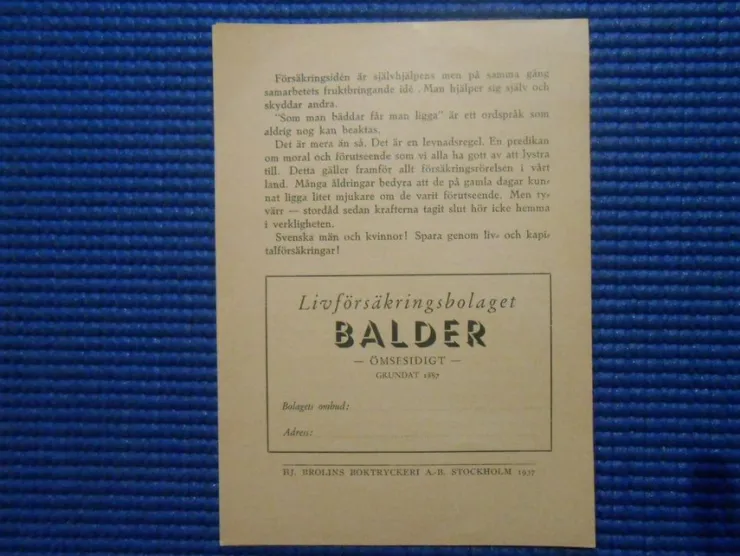 Försäkringsidén är självhjälpens men på samma gång
samarbetets fruktbringande idé . Man hjälper sig själv och
skyddar andra.
"Som man bäddar får man ligga" är ett ordspråk som
aldrig nog kan beaktas.
Det är mera än så. Det är en levnadsregel. En predikan
om moral och förutseende som vi alla ha gott av att lystra
till. Detta gäller framför allt försäkringsrörelsen i vårt
land. Många åldringar bedyra att de på gamla dagar kun-
nat ligga litet mjukare om de varit förutseende. Men ty-
värr — stordåd sedan krafterna tagit slut hör icke hemma
i verkligheten.
Svenska män och kvinnor! Spara genom liv- och kapi-
talförsäkringar!
Livförsäkringsbolaget
BALDER
— ÖMSESIDIGT —
GRUNDAT 1887
Bolagets ombud:
Adress:
HJ. BROLINS BOKTRYCKERI A.-B. STOCKHOLM 1937